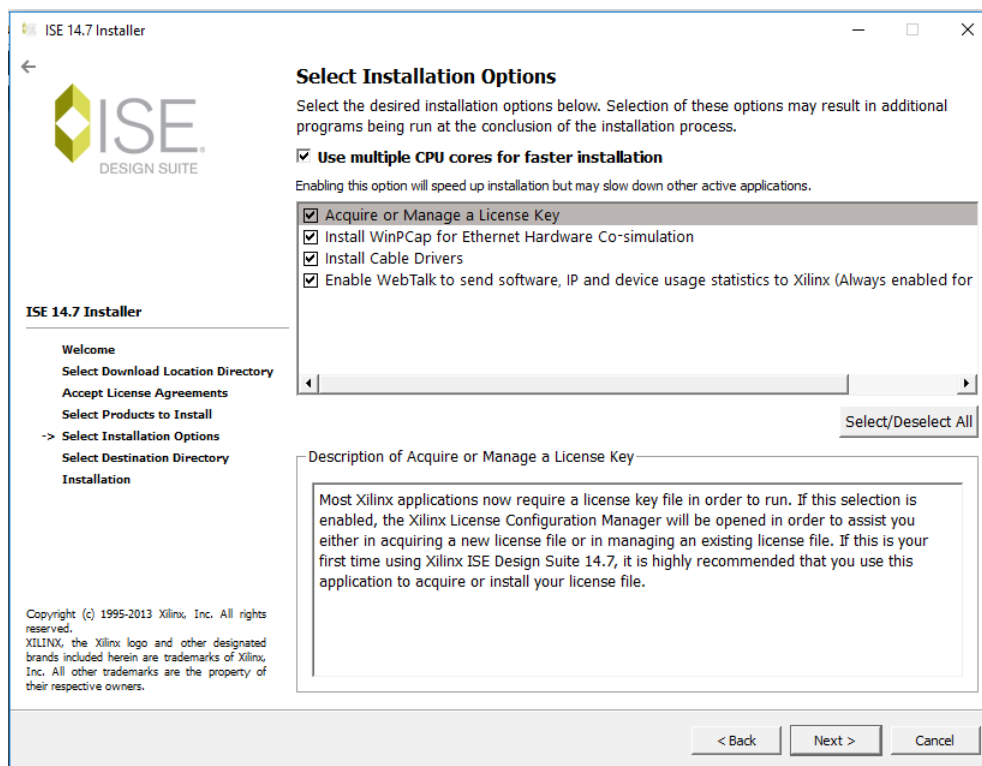 ISE 14.7 Installer
ISE.
DESIGN SUITE
ISE 14.7 Installer
Welcome
Select Download Location Directory
Accept License Agreements
Select Products to Install
-> Select Installation Options
Select Destination Directory
Installation
Copyright (c) 1995-2013 Xilinx, Inc. All rights
reserved.
XILINX, the Xilinx logo and other designated
brands included herein are trademarks of Xilinx,
Inc. All other trademarks are the property of
their respective owners.
Select Installation Options
Select the desired installation options below. Selection of these options may result in additional
programs being run at the conclusion of the installation process.
Use multiple CPU cores for faster installation
Enabling this option will speed up installation but may slow down other active applications.
Acquire or Manage a License Key
Install WinPCap for Ethernet Hardware Co-simulation
Install Cable Drivers
Enable WebTalk to send software, IP and device usage statistics to Xilinx (Always enabled for
Select/Deselect All
Description of Acquire or Manage a License Key
Most Xilinx applications now require a license key file in order to run. If this selection is
enabled, the Xilinx License Configuration Manager will be opened in order to assist you
either in acquiring a new license file or in managing an existing license file. If this is your
first time using Xilinx ISE Design Suite 14.7, it is highly recommended that you use this
application to acquire or install your license file.
< Back
Next >
Cancel